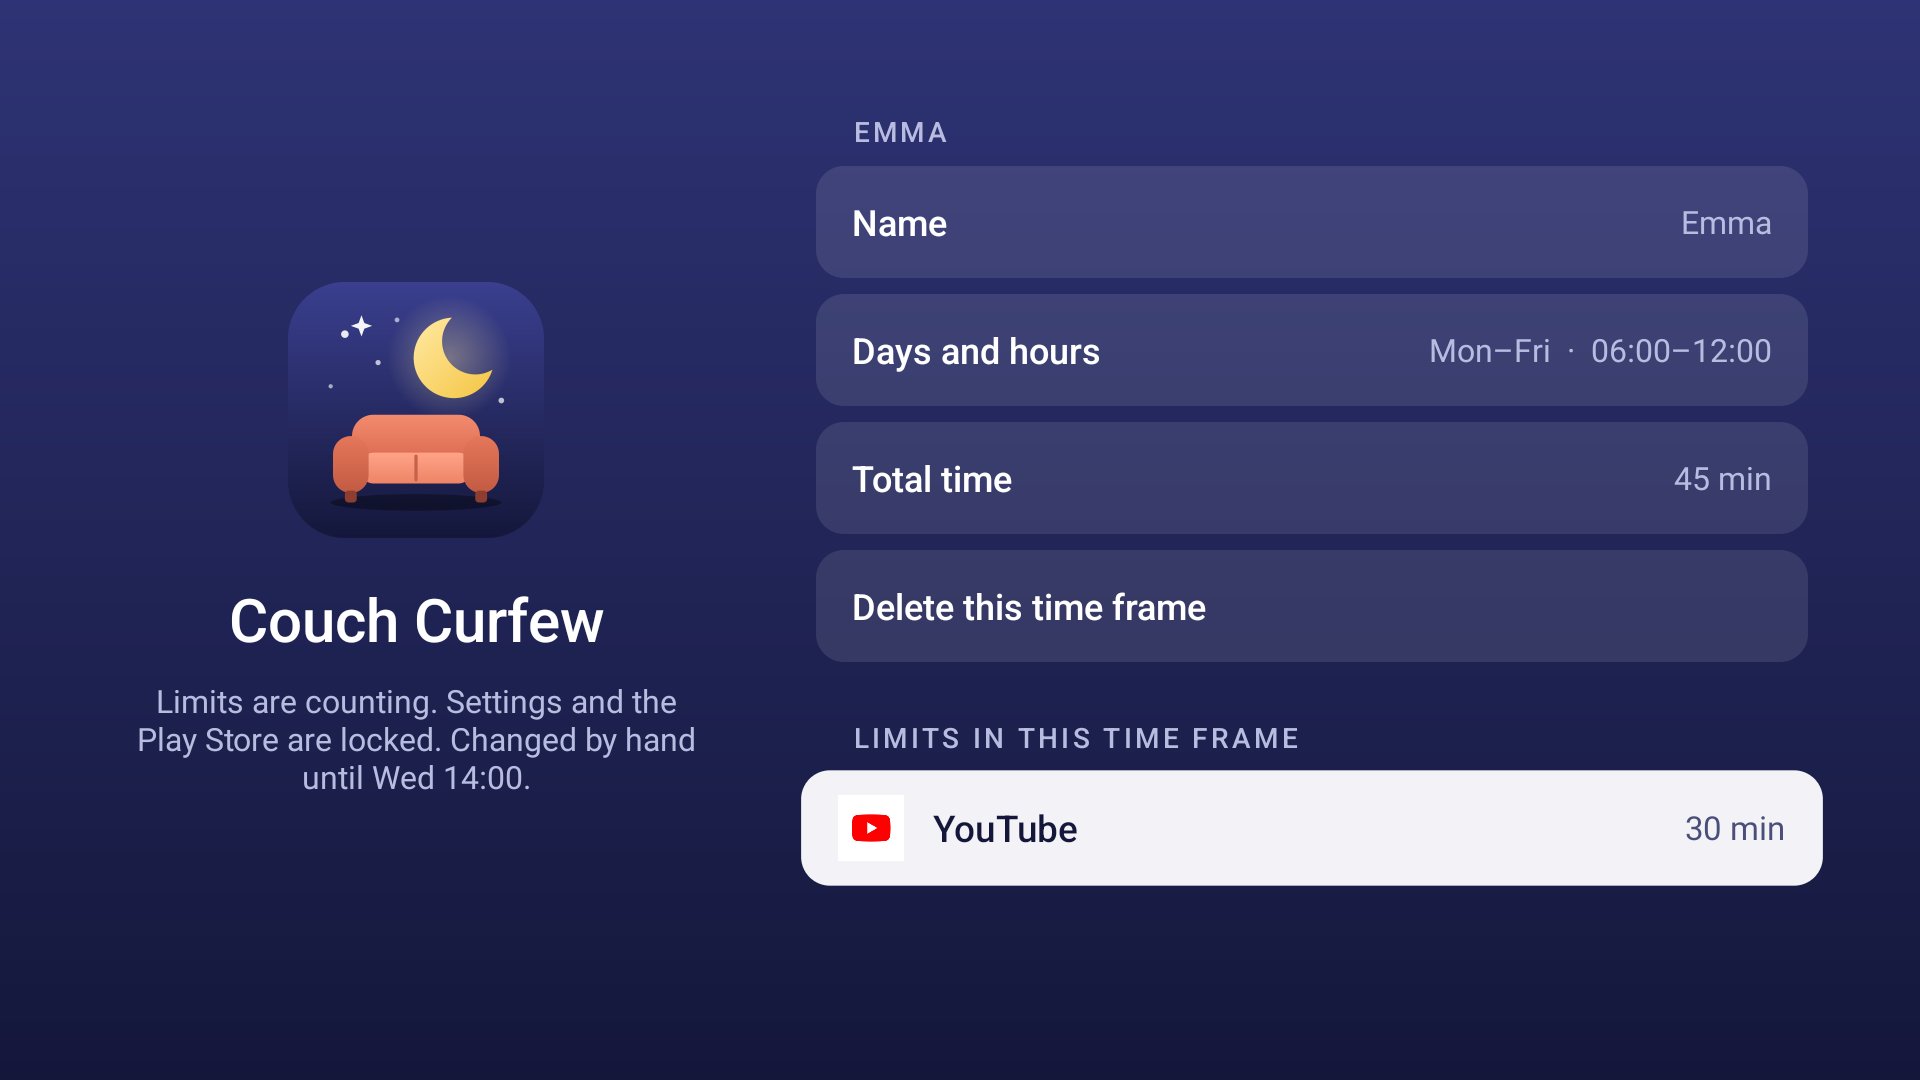 EMMA
Name
Emma
Days and hours
Mon–Fri · 06:00–12:00
Total time
45 min
Delete this time frame
Couch Curfew
Limits are counting. Settings and the
Play Store are locked. Changed by hand
until Wed 14:00.
LIMITS IN THIS TIME FRAME
YouTube
30 min